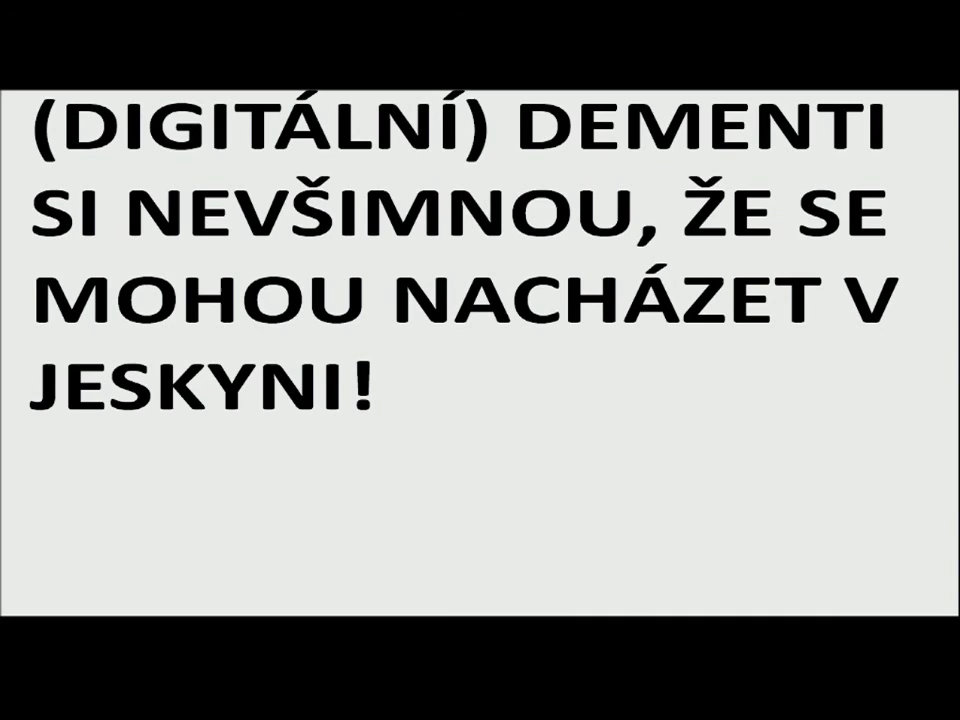 (DIGITÁLNÍ) DEMENTI
SI NEVŠIMNOU, ŽE SE
MOHOU NACHÁZET V
JESKYNI!